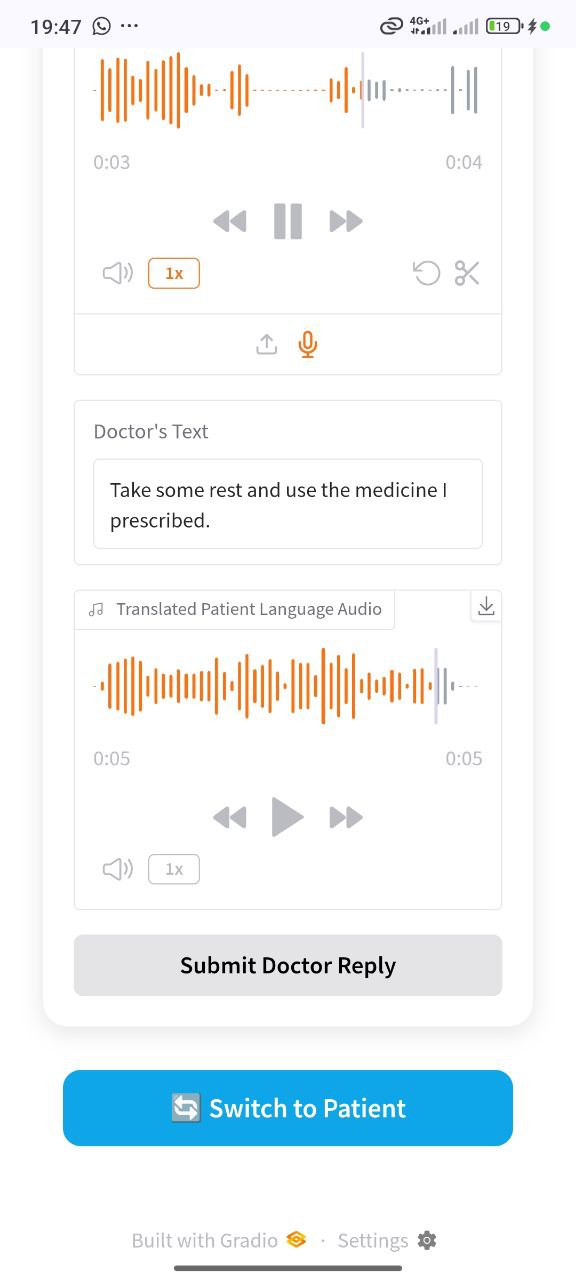 19:47
4G+
19
0:03
0:04
1x
Doctor's Text
Take some rest and use the medicine I
prescribed.
Translated Patient Language Audio
0:05
0:05
1x
Submit Doctor Reply
Switch to Patient
Built with Gradio · Settings